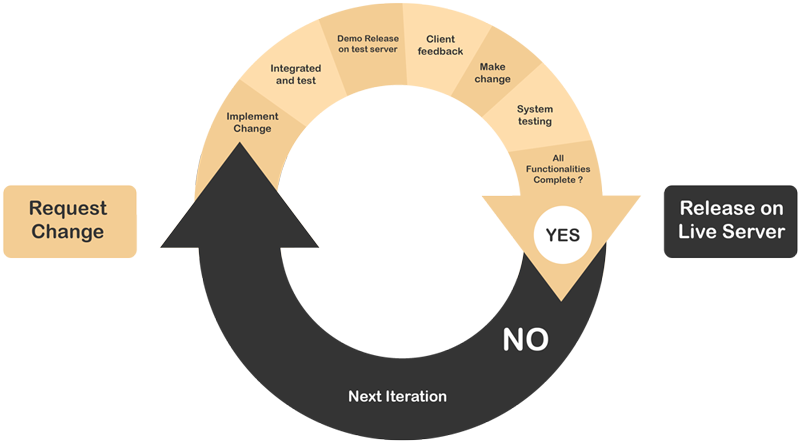 Request
Change
Implement
Change
Integrated
and test
Demo Release
on test server
Client
feedback
Make
change
System
testing
All
Functionalities
Complete ?
YES
Release on
Live Server
NO
Next Iteration